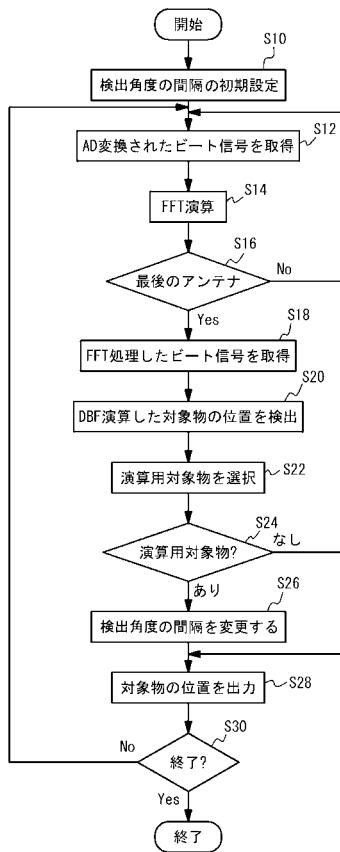 開始
S10
検出角度の間隔の初期設定
S12
AD変換されたビート信号を取得
S14
FFT演算
S16
最後のアンテナ
No
Yes
S18
FFT処理したビート信号を取得
S20
DBF演算した対象物の位置を検出
S22
演算用対象物を選択
S24
演算用対象物?
なし
あり
S26
検出角度の間隔を変更する
対象物の位置を出力
S28
S30
No
終了?
Yes
終了